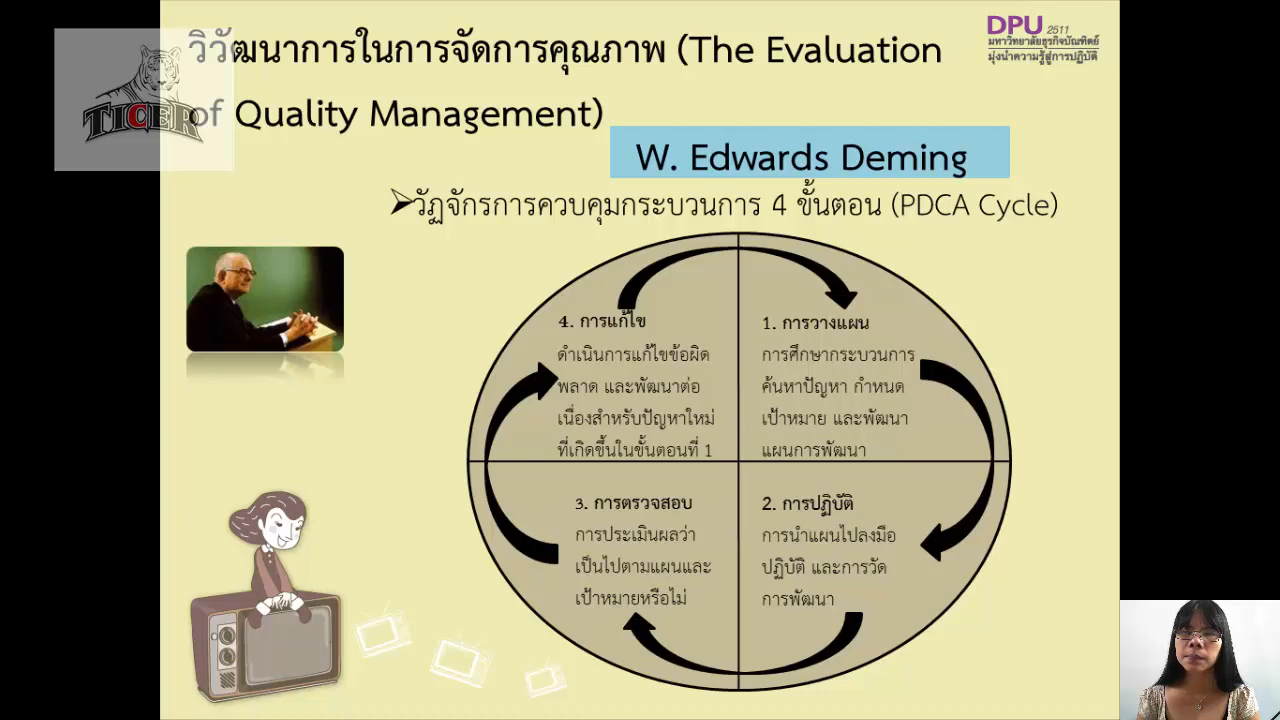 วิวัฒนาการในการจัดการคุณภาพ (The Evaluation
of Quality Management)
DPU 2511
มหาวิทยาลัยธุรกิจบัณฑิตย์
มุ่งนำความรู้สู่การปฏิบัติ
TICER
W. Edwards Deming
วัฏจักรการควบคุมกระบวนการ 4 ขั้นตอน (PDCA Cycle)
4. การแก้ไข
ดำเนินการแก้ไขข้อผิด
พลาด และพัฒนาต่อ
เนื่องสำหรับปัญหาใหม่
ที่เกิดขึ้นในขั้นตอนที่ 1
1. การวางแผน
การศึกษากระบวนการ
ค้นหาปัญหา กำหนด
เป้าหมาย และพัฒนา
แผนการพัฒนา
3. การตรวจสอบ
การประเมินผลว่า
เป็นไปตามแผนและ
เป้าหมายหรือไม่
2. การปฏิบัติ
การนำแผนไปลงมือ
ปฏิบัติ และการวัด
การพัฒนา